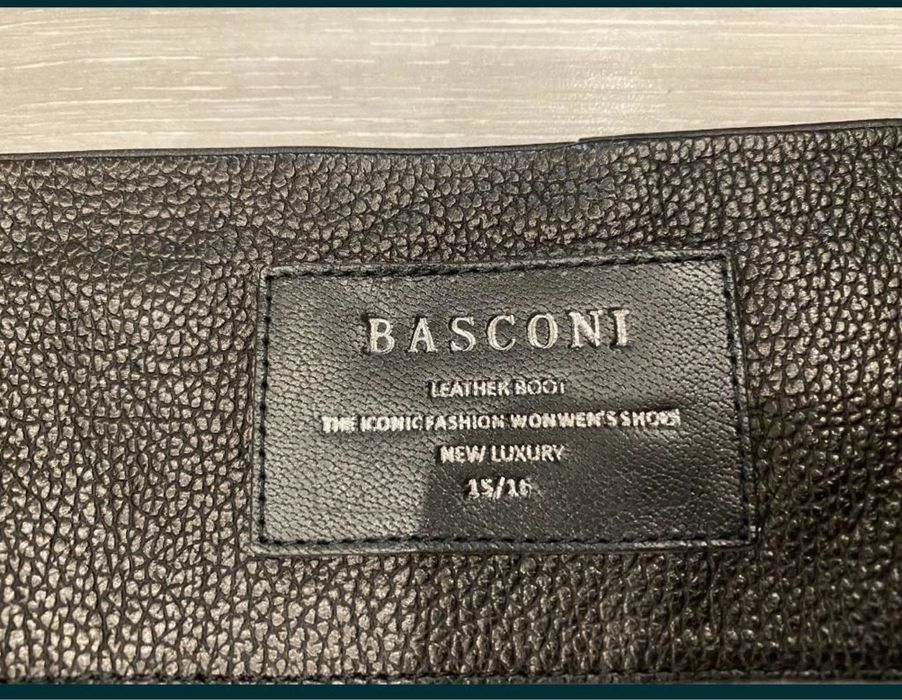 BASCONI
LEATHER BOOT
THE ICONIC FASHION WONWEN'S SHOES
NEW LUXURY
15/16